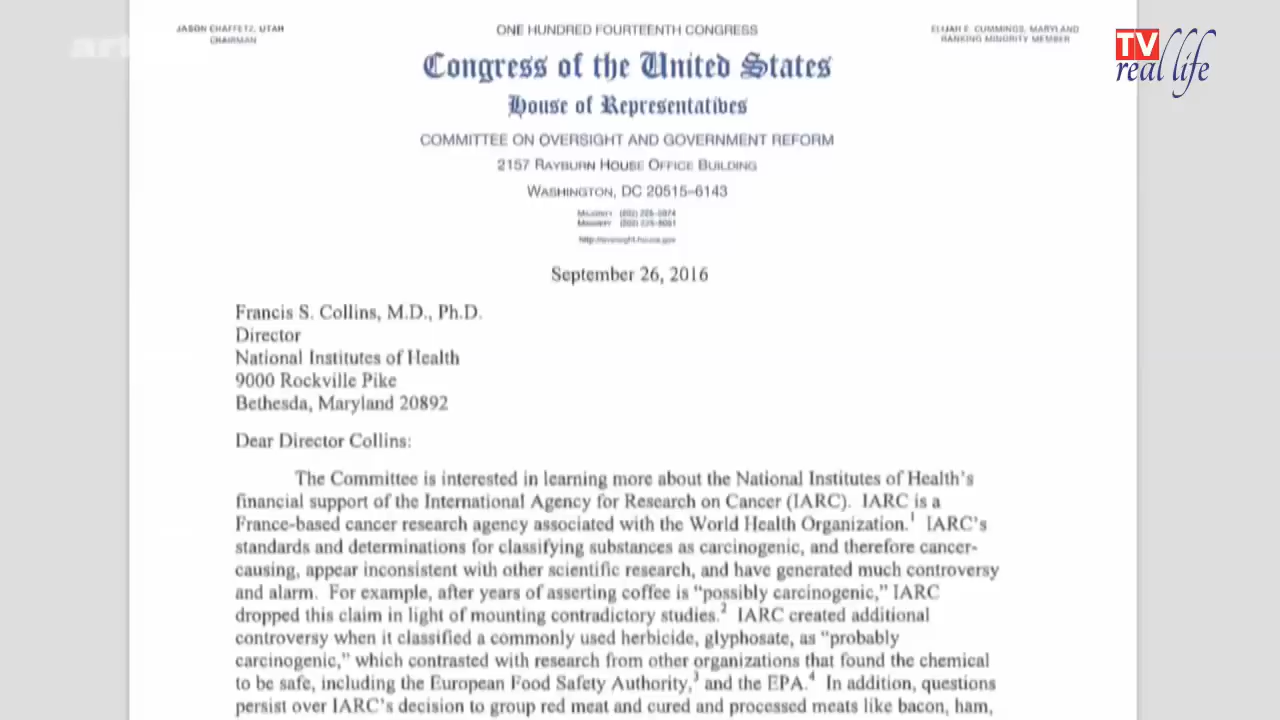 JASON CHAFFETZ, UTAH
CHAIRMAN
ONE HUNDRED FOURTEENTH CONGRESS
ELIJAH E. CUMMINGS, MARYLAND
RANKING MINORITY MEMBER
TV
real life
Congress of the United States
House of Representatives
COMMITTEE ON OVERSIGHT AND GOVERNMENT REFORM
2157 RAYBURN HOUSE OFFICE BUILDING
WASHINGTON, DC 20515–6143
http://oversight.house.gov
September 26, 2016
Francis S. Collins, M.D., Ph.D.
Director
National Institutes of Health
9000 Rockville Pike
Bethesda, Maryland 20892
Dear Director Collins:
The Committee is interested in learning more about the National Institutes of Health’s
financial support of the International Agency for Research on Cancer (IARC). IARC is a
France-based cancer research agency associated with the World Health Organization.1 IARC’s
standards and determinations for classifying substances as carcinogenic, and therefore cancer-
causing, appear inconsistent with other scientific research, and have generated much controversy
and alarm. For example, after years of asserting coffee is “possibly carcinogenic,” IARC
dropped this claim in light of mounting contradictory studies.2 IARC created additional
controversy when it classified a commonly used herbicide, glyphosate, as “probably
carcinogenic,” which contrasted with research from other organizations that found the chemical
to be safe, including the European Food Safety Authority,3 and the EPA.4 In addition, questions
persist over IARC’s decision to group red meat and cured and processed meats like bacon, ham,